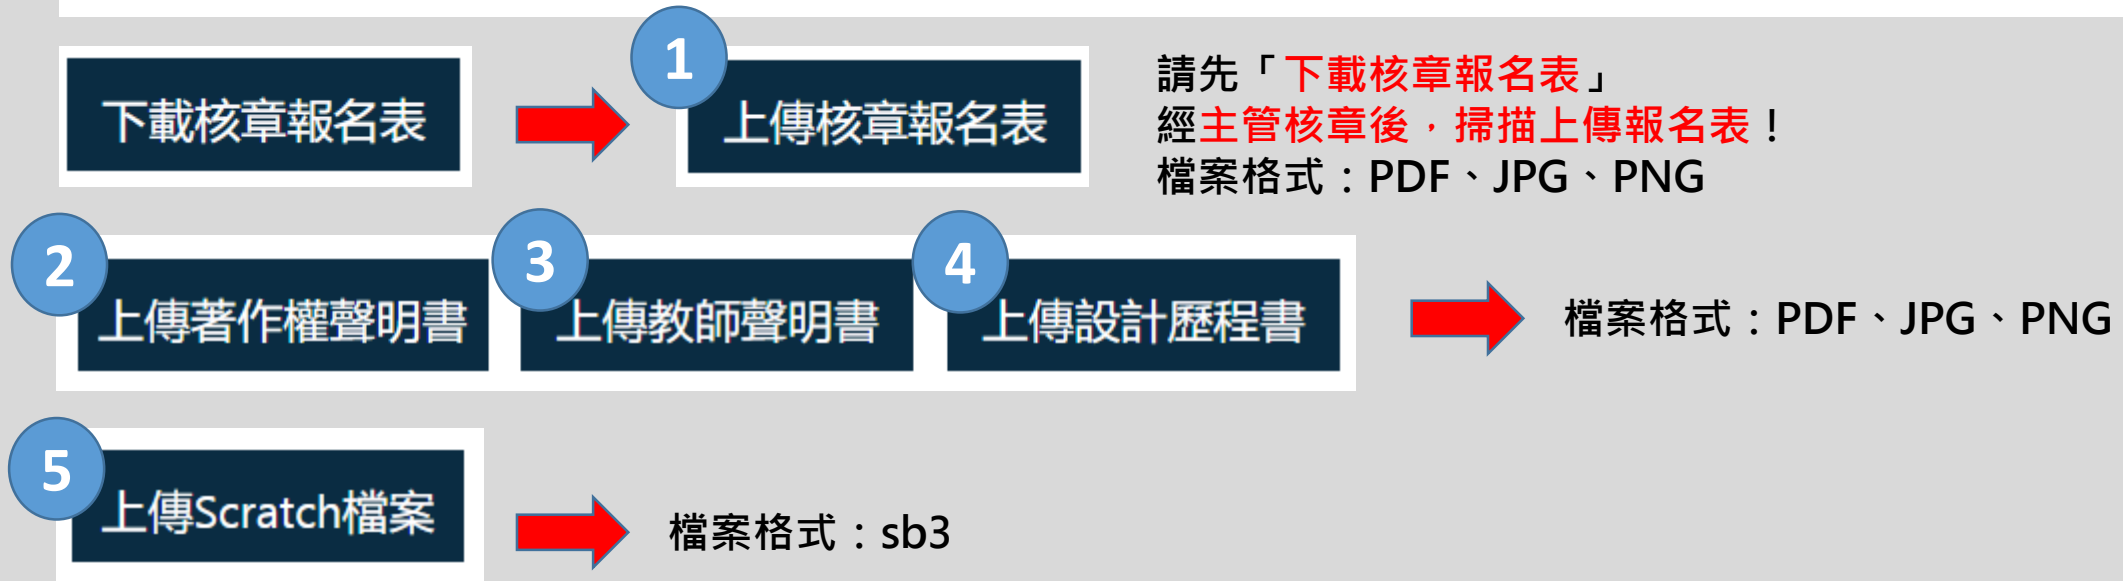 下載核章報名表
1
上傳核章報名表
請先「下載核章報名表」
經主管核章後，掃描上傳報名表！
檔案格式：PDF、JPG、PNG
2
上傳著作權聲明書
3
上傳教師聲明書
4
上傳設計歷程書
檔案格式：PDF、JPG、PNG
5
上傳Scratch檔案
檔案格式：sb3